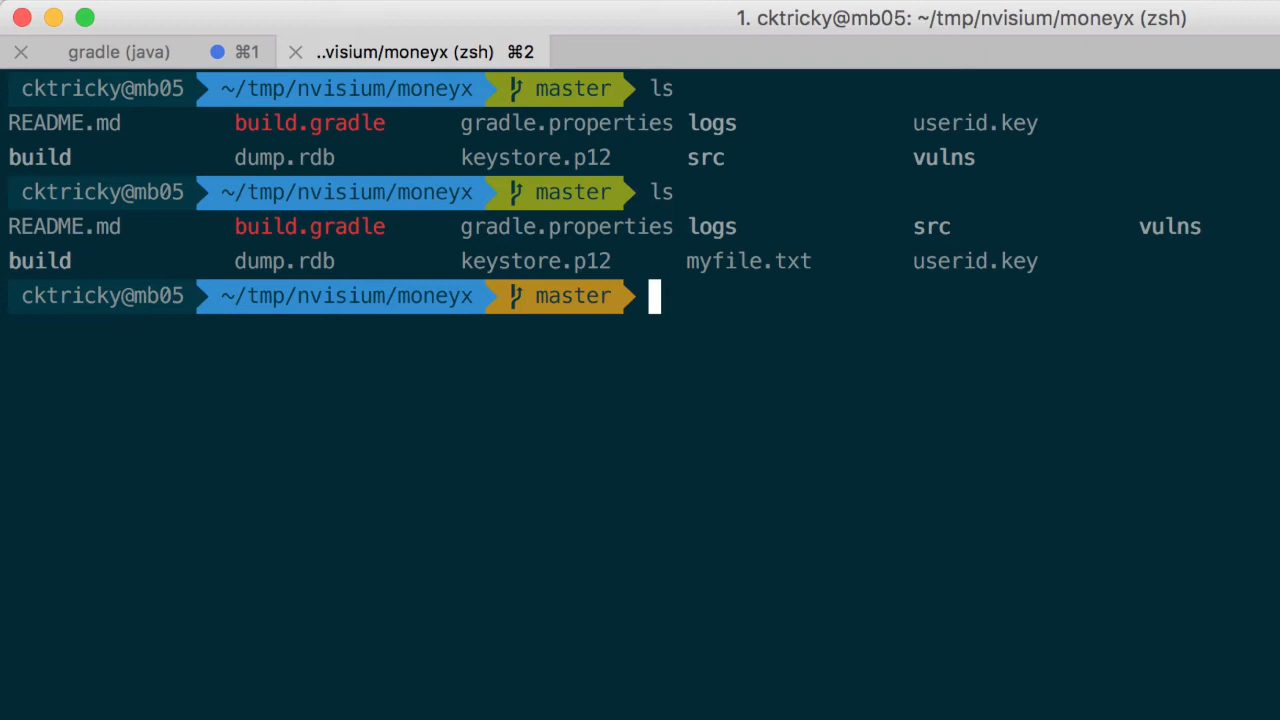 1. cktricky@mb05: ~/tmp/nvisium/moneyx (zsh)
gradle (java) ⌘1 ..visium/moneyx (zsh) ⌘2
cktricky@mb05 ~/tmp/nvisium/moneyx master ls
README.md build.gradle gradle.properties logs userid.key
build dump.rdb keystore.p12 src vulns
cktricky@mb05 ~/tmp/nvisium/moneyx master ls
README.md build.gradle gradle.properties logs src vulns
build dump.rdb keystore.p12 myfile.txt userid.key
cktricky@mb05 ~/tmp/nvisium/moneyx master